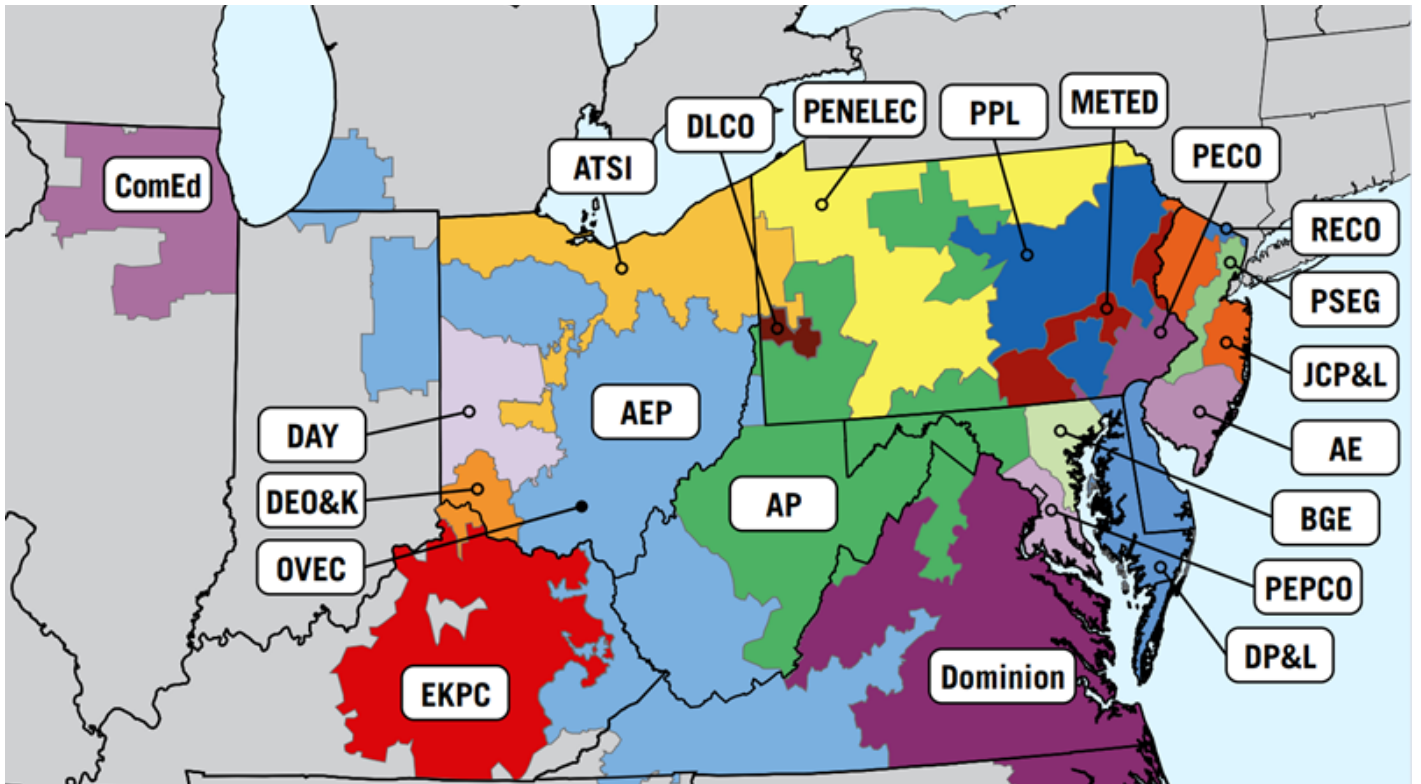 ComEd
ATSI
DLCO
PENELEC
PPL
METED
PECO
RECO
PSEG
JCP&L
AE
BGE
PEPCO
DP&L
DAY
DEO&K
OVEC
AEP
AP
EKPC
Dominion